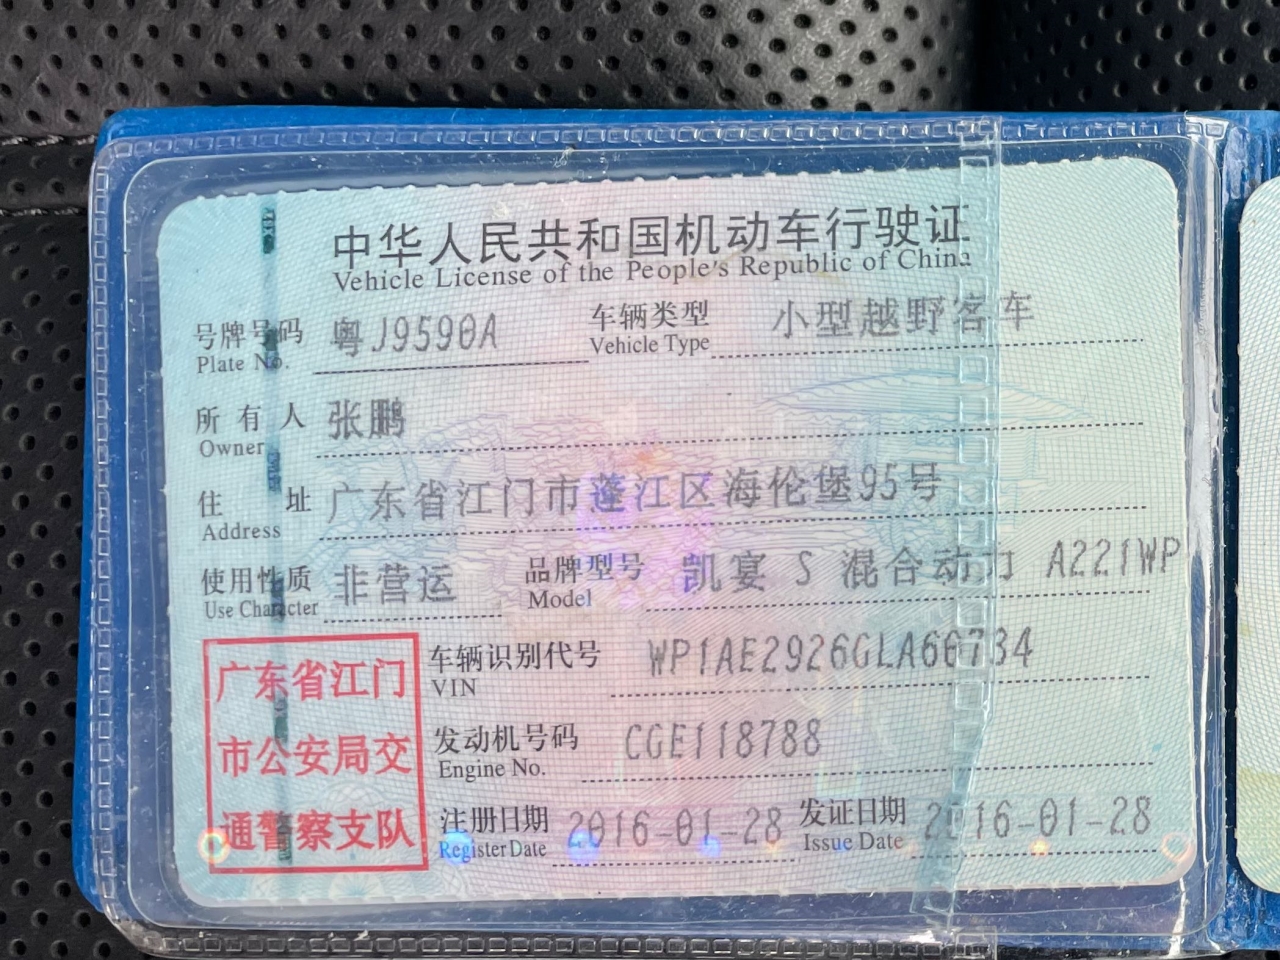 中华人民共和国机动车行驶证
Vehicle License of the People's Republic of China
号牌号码 粤J9590A 车辆类型 小型越野客车
Plate No. Vehicle Type
所有人 张鹏
Owner
住址 广东省江门市蓬江区海伦堡95号
Address
使用性质 非营运 品牌型号 凯宴 S 混合动力 A221WP
Use Character Model
车辆识别代号 WP1AE2926GLA66734
VIN
发动机号码 CGE118788
Engine No.
注册日期 2016-01-28 发证日期 2016-01-28
Register Date Issue Date
广东省江门
市公安局交
通警察支队